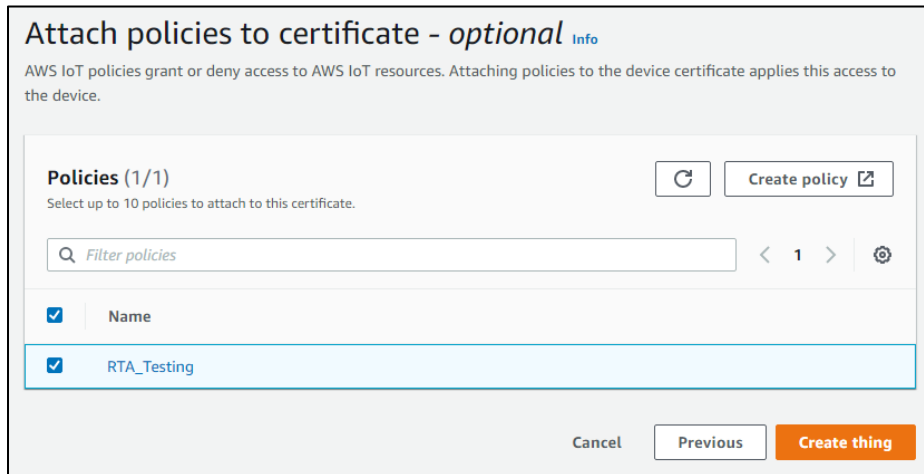 Attach policies to certificate - optional Info
AWS IoT policies grant or deny access to AWS IoT resources. Attaching policies to the device certificate applies this access to
the device.
Policies (1/1)
Create policy
Select up to 10 policies to attach to this certificate.
Filter policies
1
Name
RTA_Testing
Cancel Previous Create thing